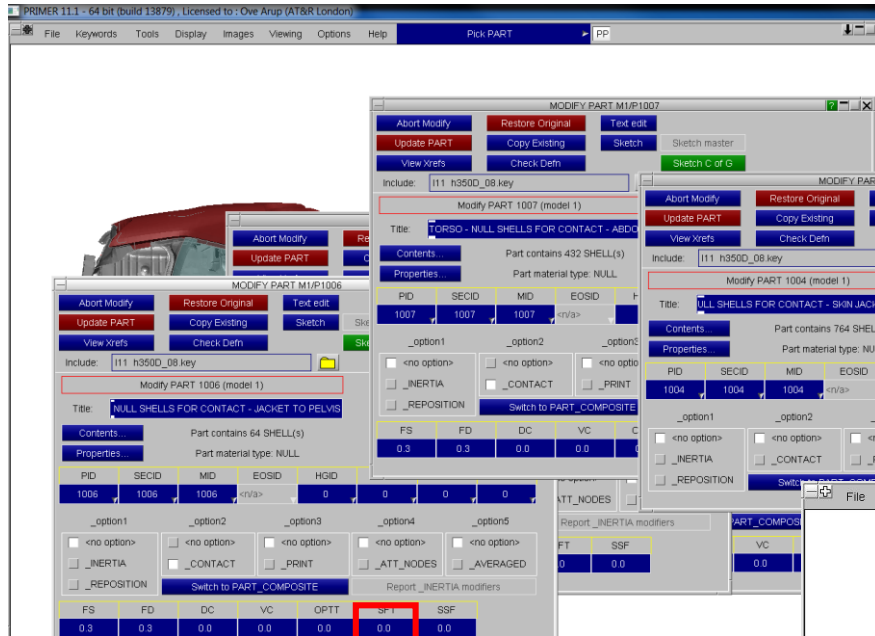 PRIMER 11.1 - 64 bit (build 13879) , Licensed to : Ove Arup (AT&R London)
File Keywords Tools Display Images Viewing Options Help Pick PART PP
MODIFY PART M1/P1007
Abort Modify Restore Original Text edit
Update PART Copy Existing Sketch Sketch master
View Xrefs Check Defn Sketch C of G
Include: I11 h350D_08.key
Modify PART 1007 (model 1)
Title: TORSO - NULL SHELLS FOR CONTACT - ABDO
Contents... Part contains 432 SHELL(s)
Properties... Part material type: NULL
PID SECID MID EOSID H
1007 1007 1007 <n/a>
_option1 _option2 _option3
<no option> <no option> <no optio
_INERTIA _CONTACT _PRINT
_REPOSITION Switch to PART_COMPOSITE
FS FD DC VC
0.3 0.3 0.0 0.0
MODIFY PAR
Abort Modify Restore Original
Update PART Copy Existing
View Xrefs Check Defn
Include: I11 h350D_08.key
Modify PART 1004 (model 1)
Title: ULL SHELLS FOR CONTACT - SKIN JACK
Contents... Part contains 764 SHEL
Properties... Part material type: NU
PID SECID MID EOSID
1004 1004 1004 <n/a>
_option1 _option2
<no option> <no option>
_INERTIA _CONTACT
_REPOSITION
File
PART_COMPOS
VC
0.0
Abort Modify Re
Update PART
MODIFY PART M1/P1006
Abort Modify Restore Original Text edit
Update PART Copy Existing Sketch Ske
View Xrefs Check Defn Ske
Include: I11 h350D_08.key
Modify PART 1006 (model 1)
Title: NULL SHELLS FOR CONTACT - JACKET TO PELVIS
Contents... Part contains 64 SHELL(s)
Properties... Part material type: NULL
PID SECID MID EOSID HGID
1006 1006 1006 <n/a> 0 0 0 0
_option1 _option2 _option3 _option4 _option5
<no option> <no option> <no option> <no option> <no option>
_INERTIA _CONTACT _PRINT _ATT_NODES _AVERAGED
_REPOSITION Switch to PART_COMPOSITE Report _INERTIA modifiers
FS FD DC VC OPTT SFT SSF
0.3 0.3 0.0 0.0 0.0 0.0 0.0
ATT_NODES
Report _INERTIA modifiers
FT SSF
0 0.0